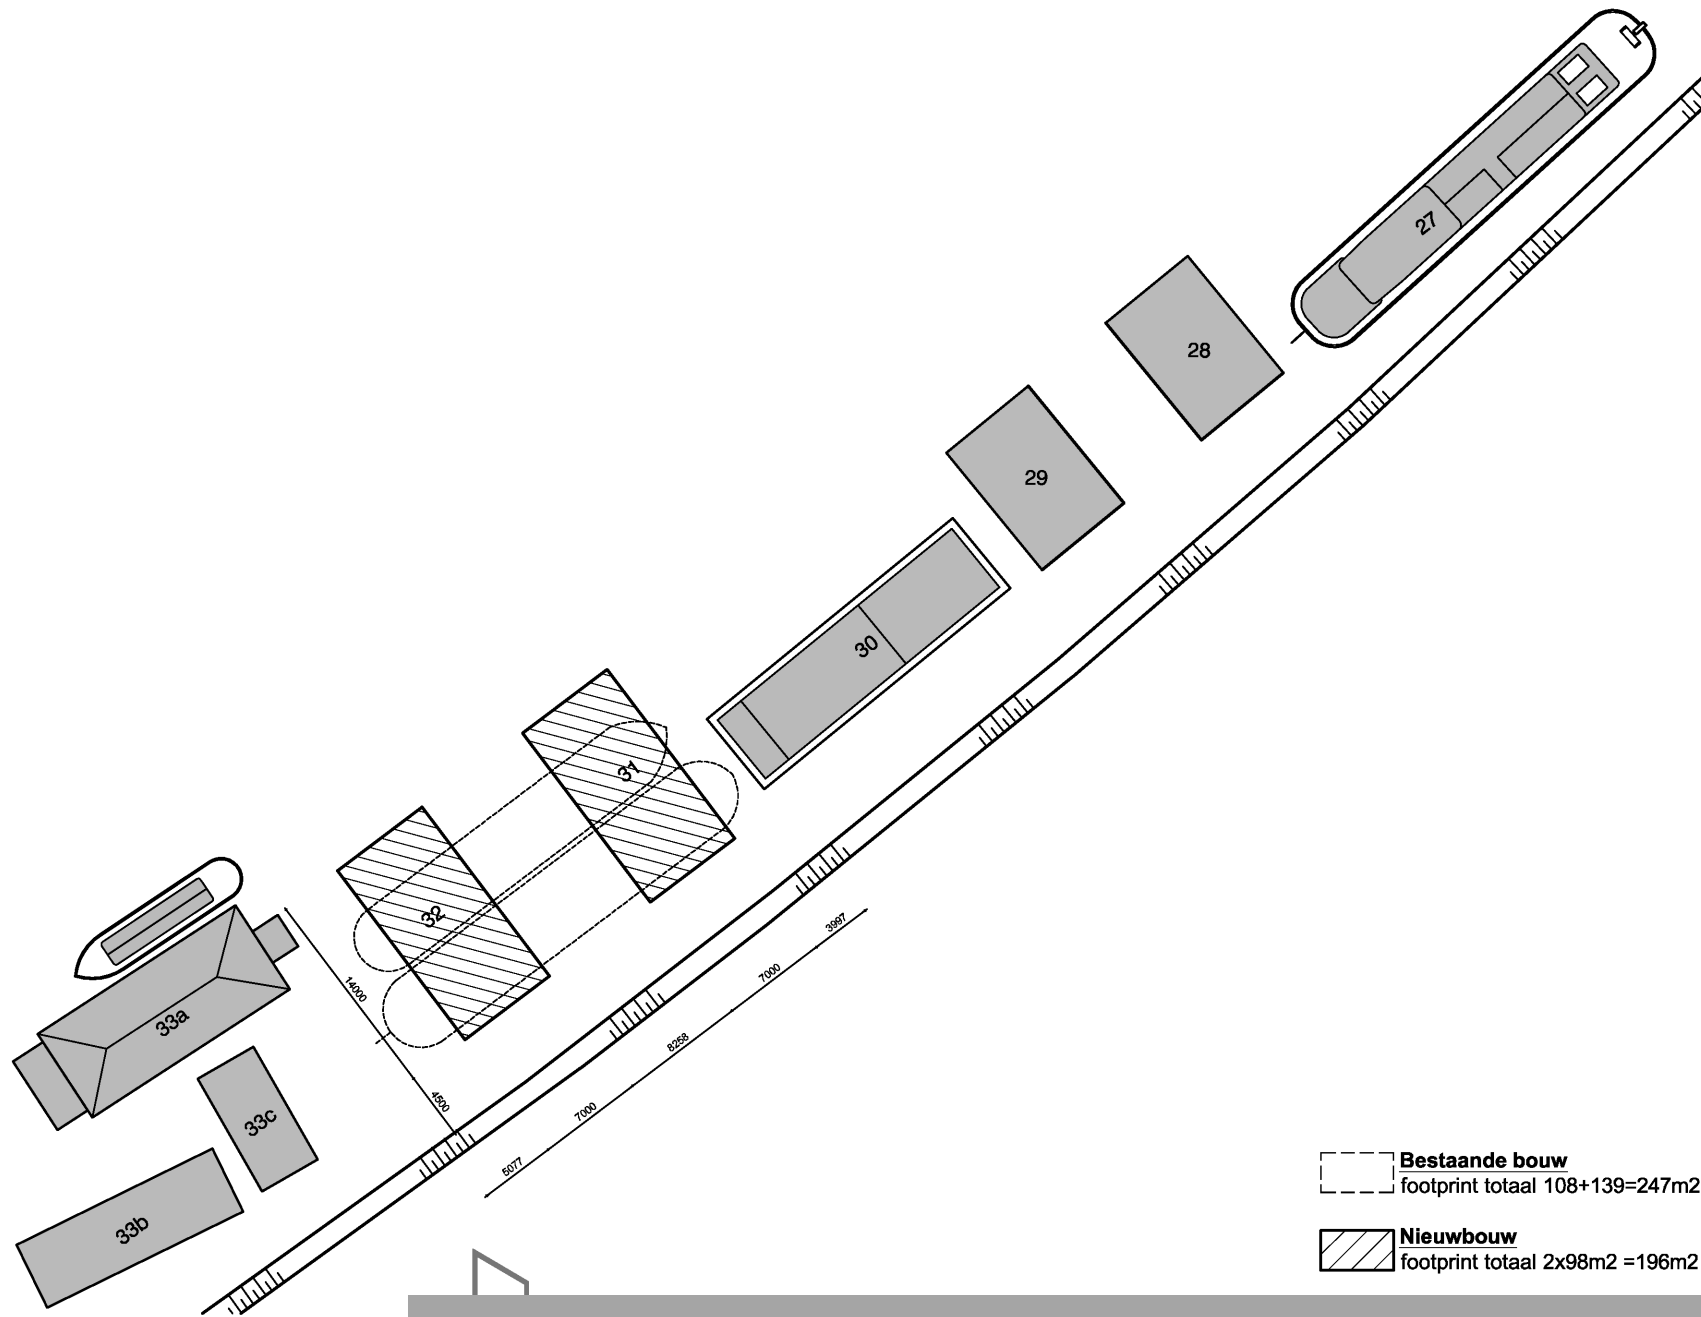 27
28
29
30
31
32
33a
33c
33b
14000
4500
3997
7000
8258
7000
5077
Bestaande bouw
footprint totaal 108+139=247m2
Nieuwbouw
footprint totaal 2x98m2 =196m2